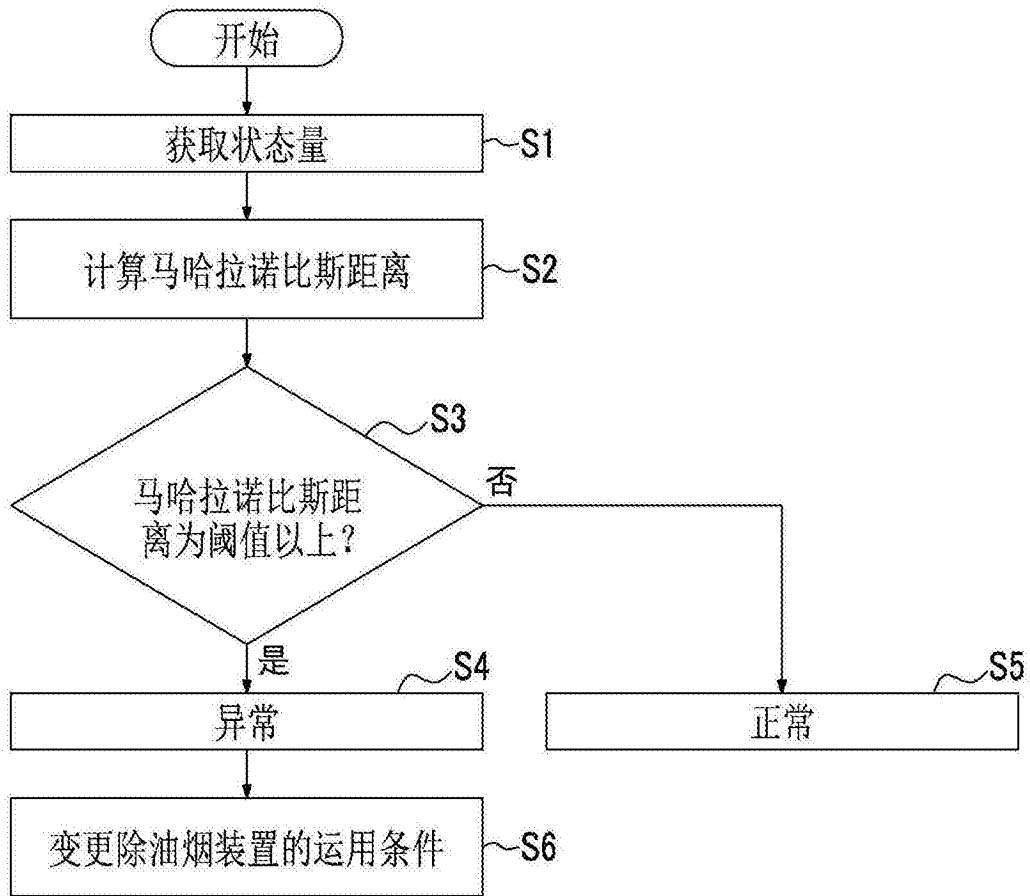 开始
获取状态量
S1
计算马哈拉诺比斯距离
S2
S3
马哈拉诺比斯距
离为阈值以上?
否
是
S4
异常
S5
正常
变更除油烟装置的运用条件
S6